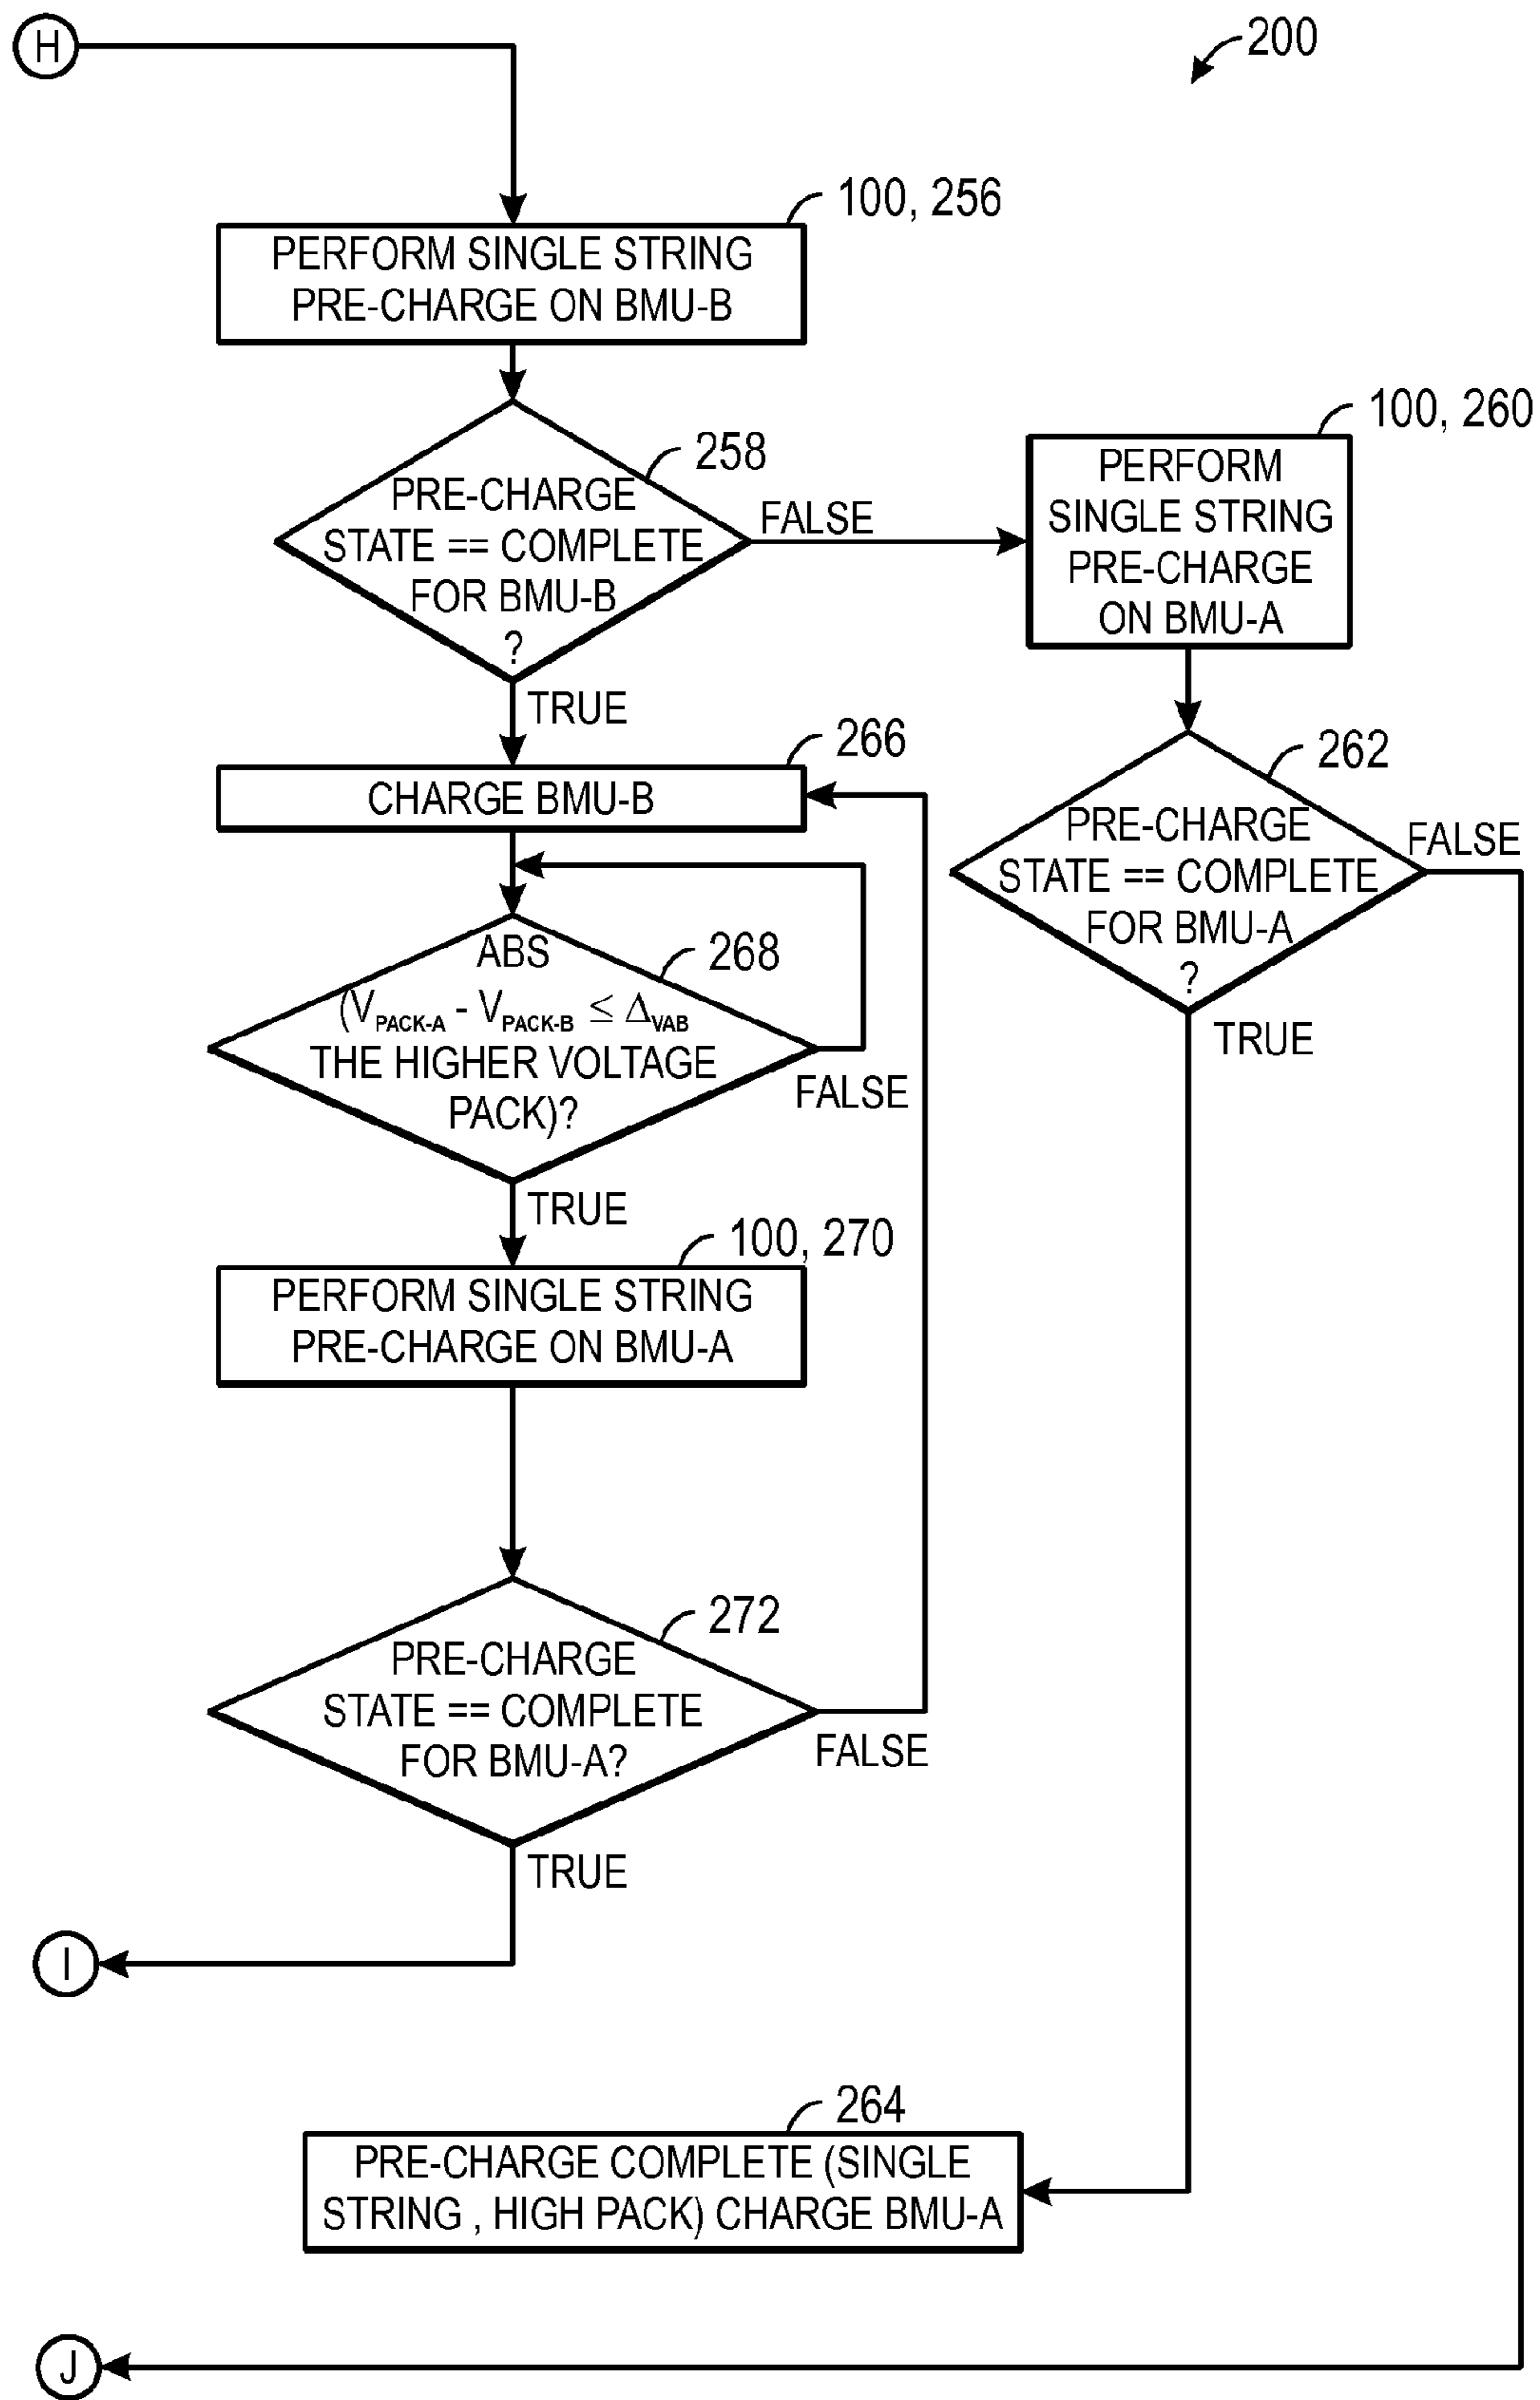 H
200
100, 256
PERFORM SINGLE STRING
PRE-CHARGE ON BMU-B
258
PRE-CHARGE
STATE == COMPLETE
FOR BMU-B
?
FALSE
TRUE
100, 260
PERFORM
SINGLE STRING
PRE-CHARGE
ON BMU-A
262
PRE-CHARGE
STATE == COMPLETE
FOR BMU-A
?
FALSE
TRUE
266
CHARGE BMU-B
268
ABS
(V PACK-A - V PACK-B ≤ Δ VAB
THE HIGHER VOLTAGE
PACK)?
FALSE
TRUE
100, 270
PERFORM SINGLE STRING
PRE-CHARGE ON BMU-A
272
PRE-CHARGE
STATE == COMPLETE
FOR BMU-A?
FALSE
TRUE
I
264
PRE-CHARGE COMPLETE (SINGLE
STRING , HIGH PACK) CHARGE BMU-A
J